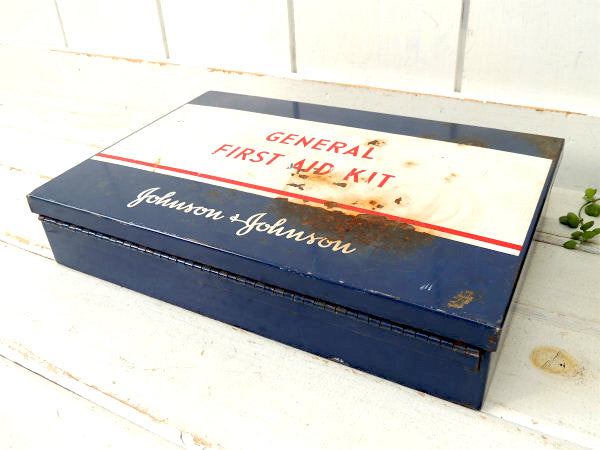 GENERAL
FIRST AID KIT
Johnson & Johnson